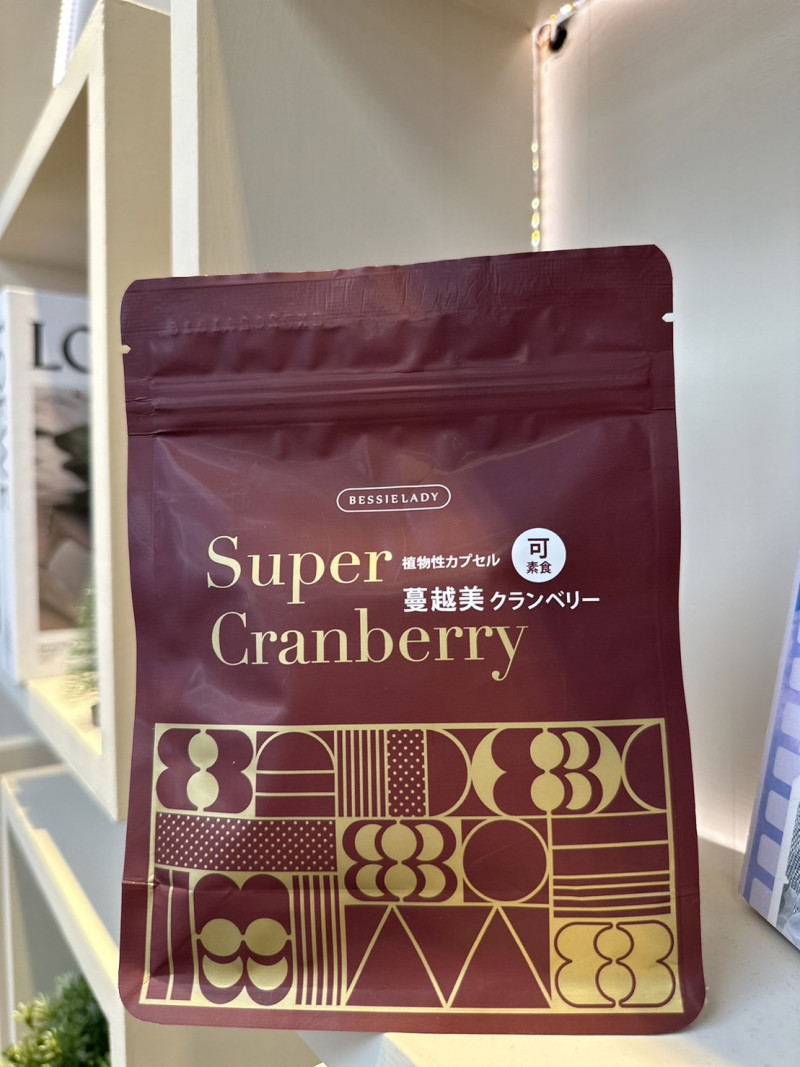 BESSIELADY
Super
植物性カプセル
可
素食
蔓越美 クランベリー
Cranberry
LO